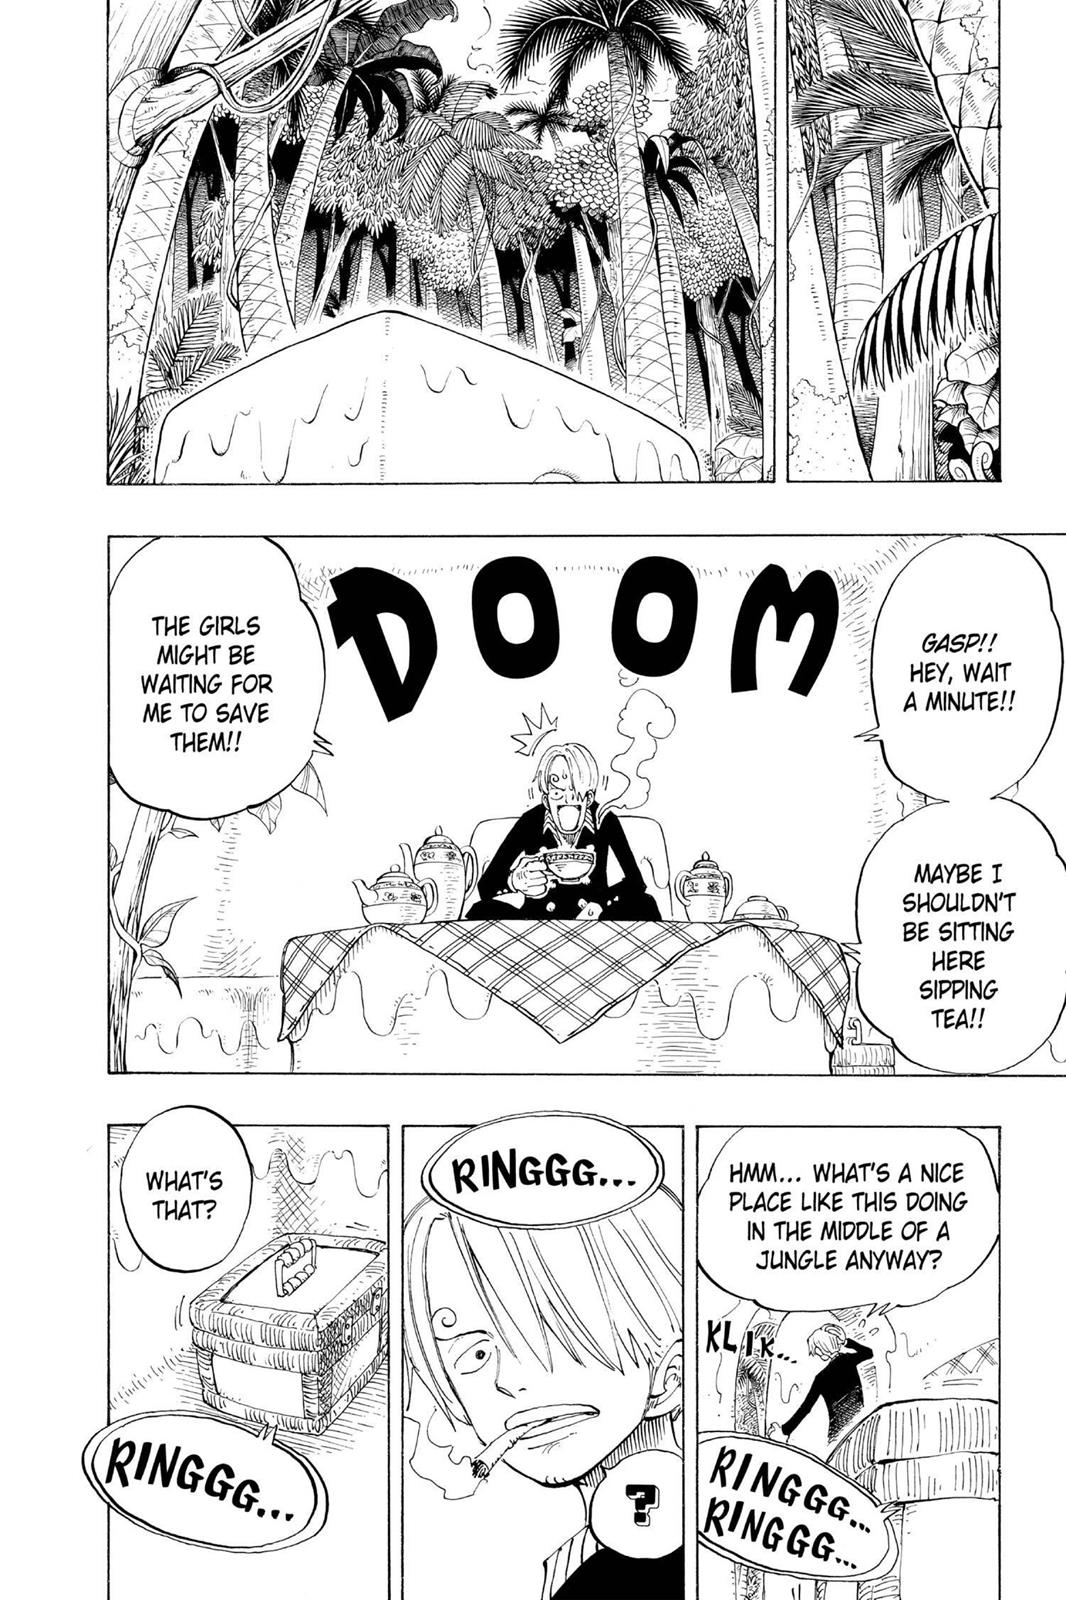 GASP!!
HEY, WAIT
A MINUTE!!
MAYBE I
SHOULDN'T
BE SITTING
HERE
SIPPING
TEA!!
DOOM
THE GIRLS
MIGHT BE
WAITING FOR
ME TO SAVE
THEM!!
HMM... WHAT'S A NICE
PLACE LIKE THIS DOING
IN THE MIDDLE OF A
JUNGLE ANYWAY?
KLIK...
RINGGG...
RINGGG...
RINGGG...
?
WHAT'S
THAT?
RINGGG...